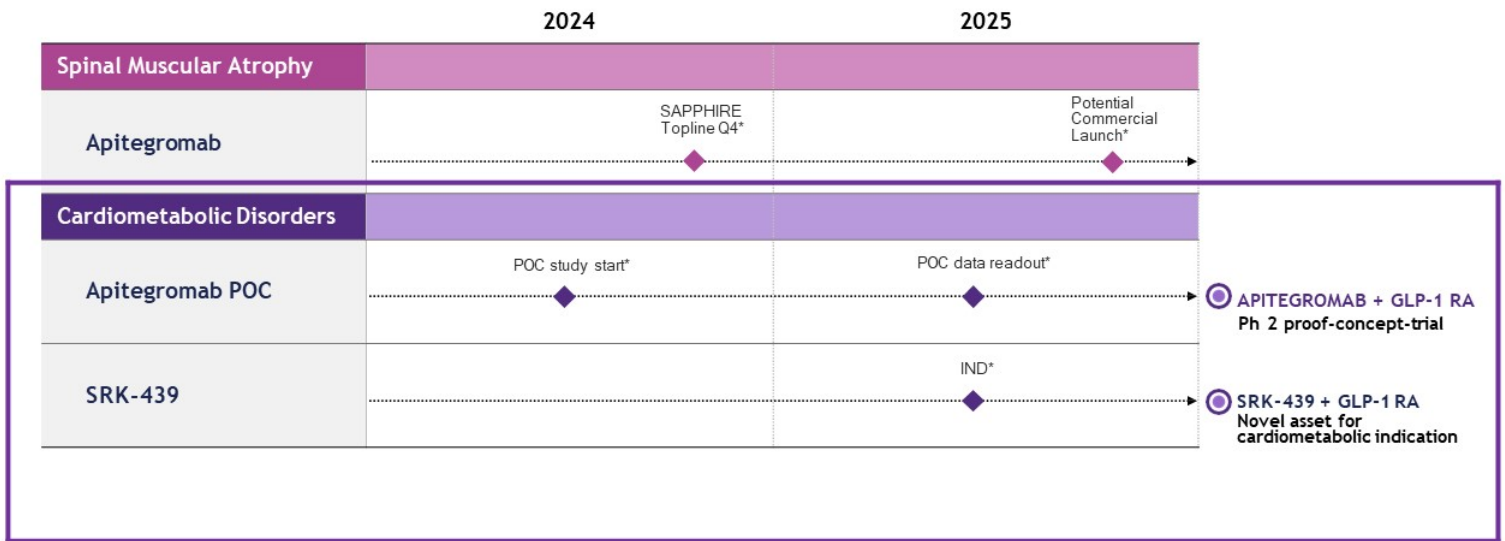 2024
2025
Spinal Muscular Atrophy
Apitegromab
SAPPHIRE
Topline Q4*
Potential
Commercial
Launch*
Cardiometabolic Disorders
Apitegromab POC
POC study start*
POC data readout*
APITEGROMAB + GLP-1 RA
Ph 2 proof-concept-trial
SRK-439
IND*
SRK-439 + GLP-1 RA
Novel asset for
cardiometabolic indication